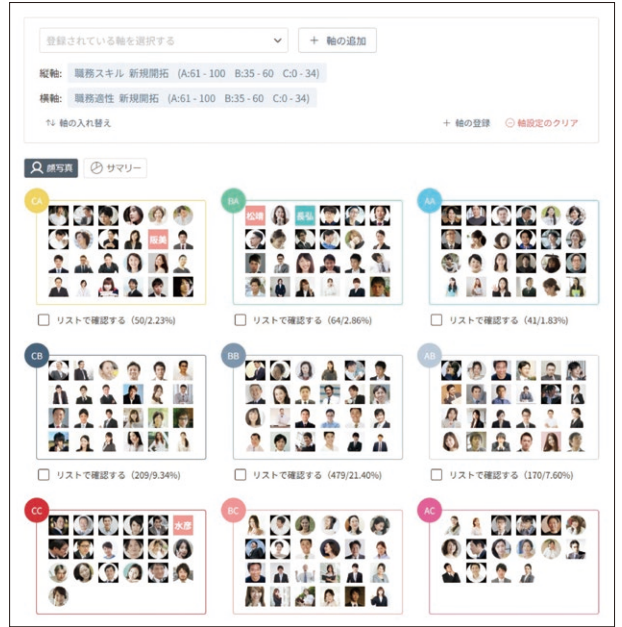 登録されている軸を選択する
+ 軸の追加
縦軸: 職務スキル 新規開拓 (A:61 - 100 B:35 - 60 C:0 - 34)
横軸: 職務適性 新規開拓 (A:61 - 100 B:35 - 60 C:0 - 34)
↑↓ 軸の入れ替え
+ 軸の登録
軸設定のクリア
顔写真
サマリー
CA
阪美
BA
松晴
長弘
AA
リストで確認する (50/2.23%)
リストで確認する (64/2.86%)
リストで確認する (41/1.83%)
CB
BB
AB
リストで確認する (209/9.34%)
リストで確認する (479/21.40%)
リストで確認する (170/7.60%)
CC
水彦
BC
AC